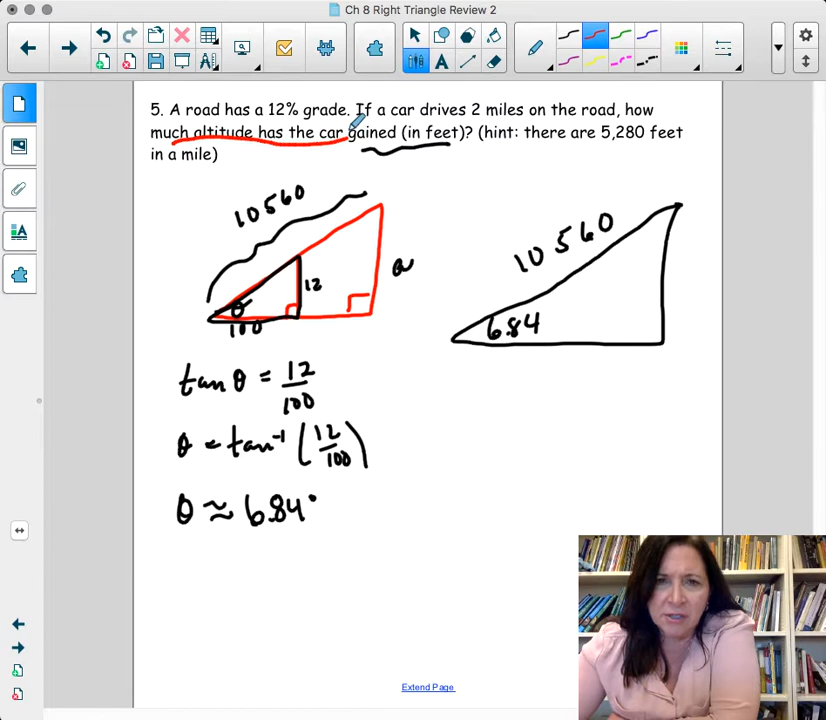 Ch 8 Right Triangle Review 2
5. A road has a 12% grade. If a car drives 2 miles on the road, how
much altitude has the car gained (in feet)? (hint: there are 5,280 feet
in a mile)
10560
θ
12
100
a
10560
6.84
tan θ = 12/100
θ = tan⁻¹ (12/100)
θ ≈ 6.84°
Extend Page